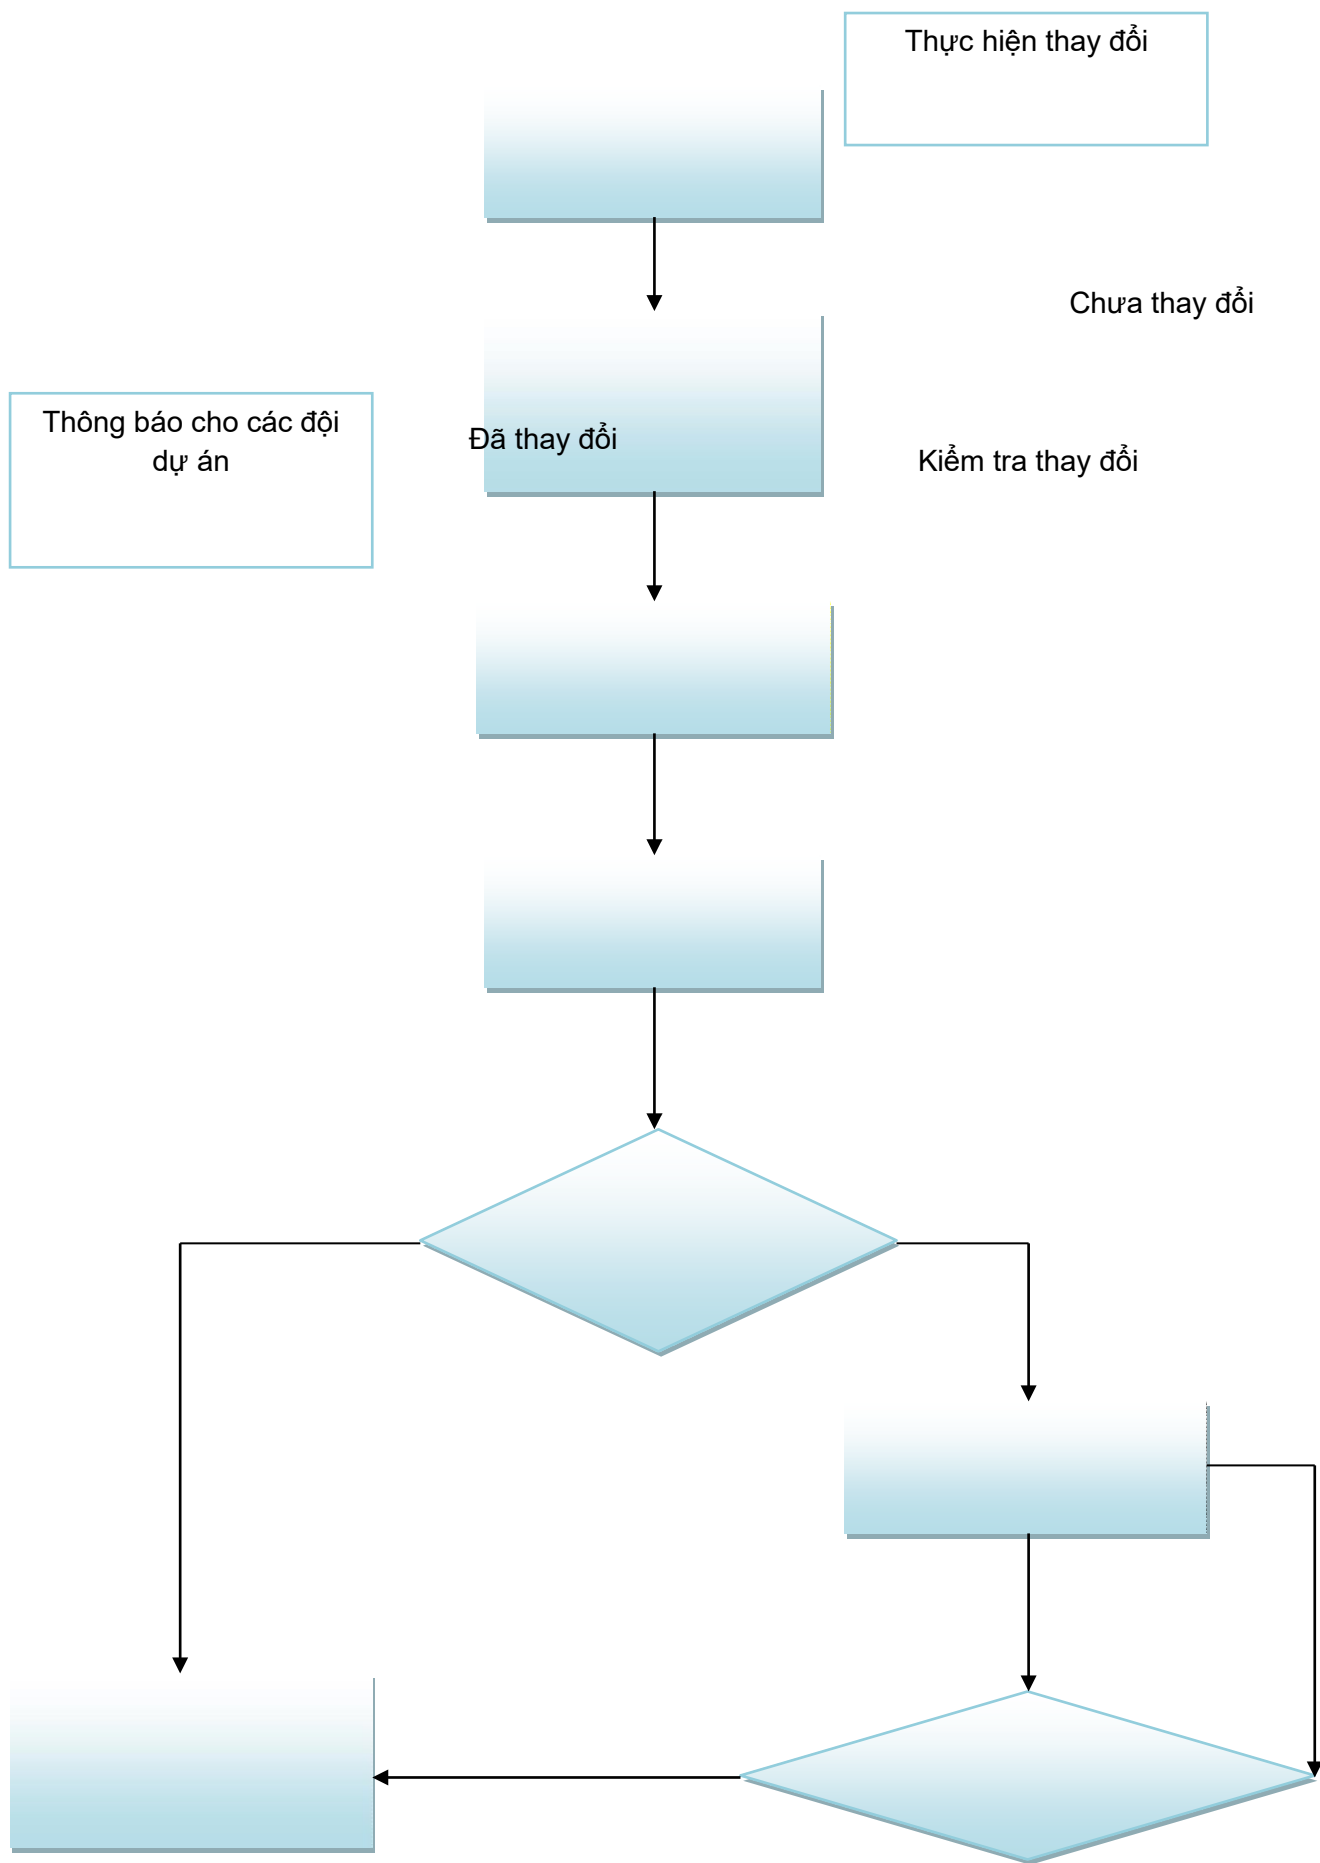 Thực hiện thay đổi
Chưa thay đổi
Thông báo cho các đội
dự án
Đã thay đổi
Kiểm tra thay đổi